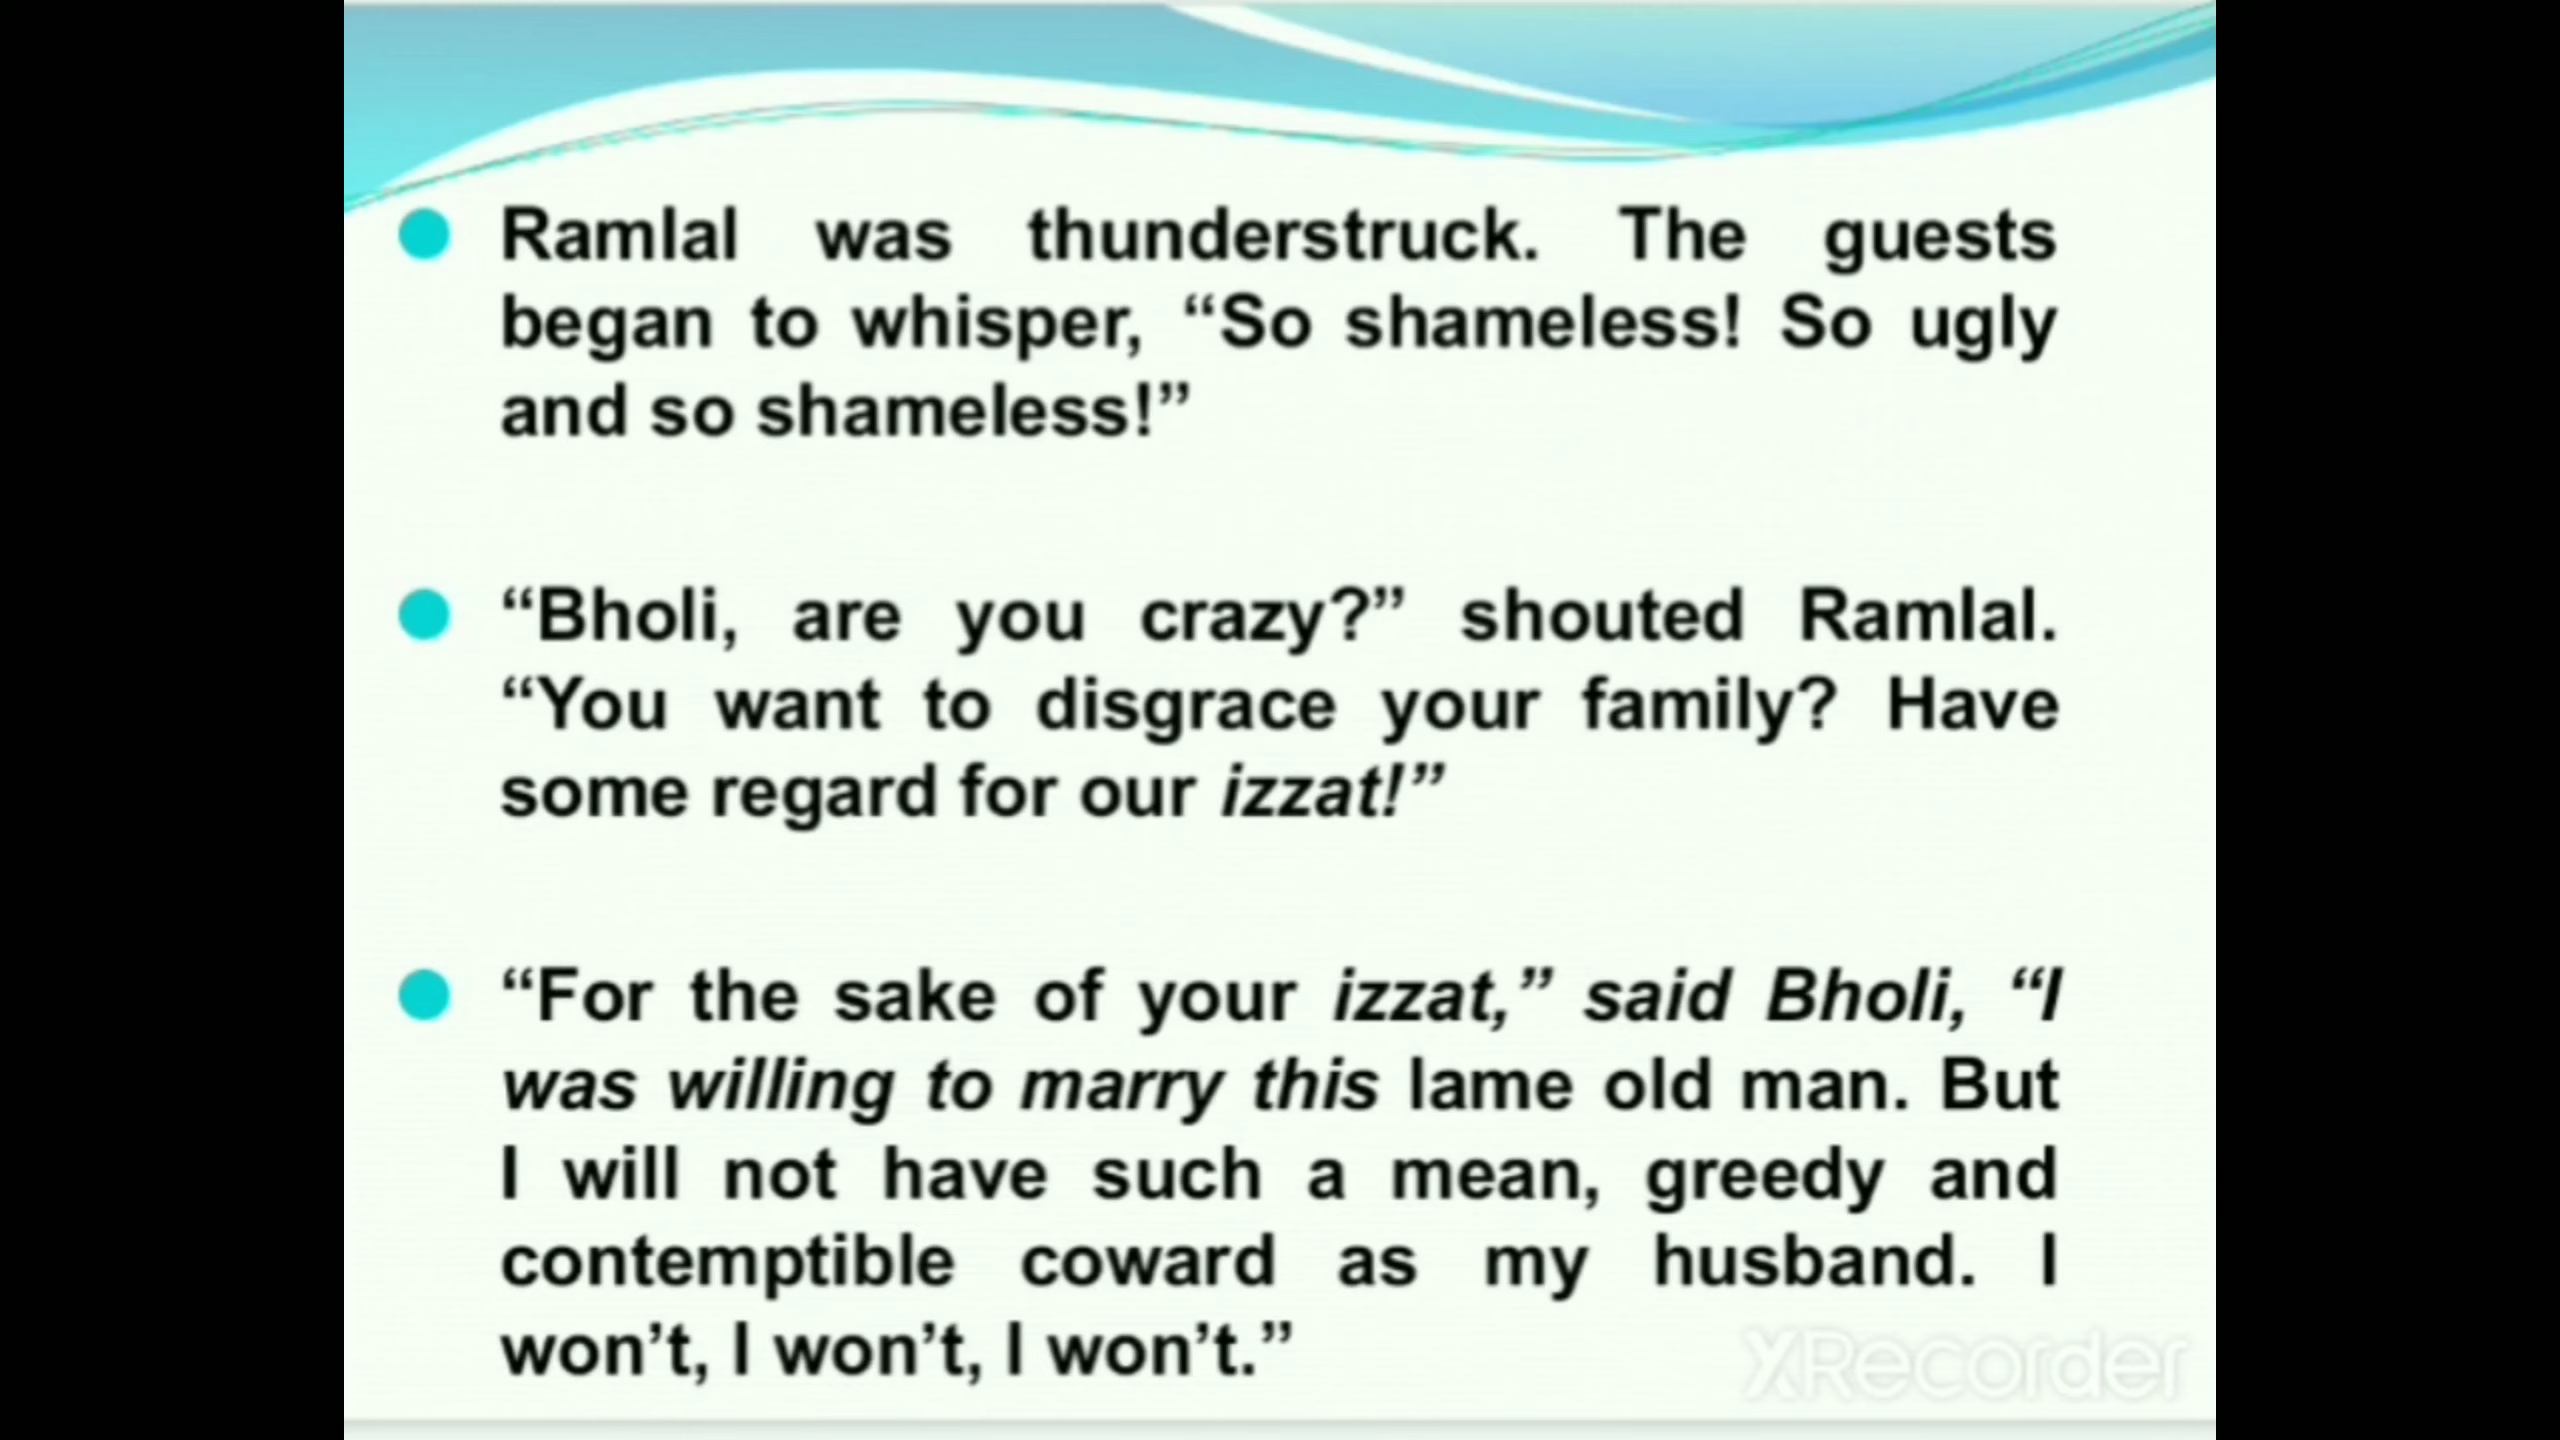 Ramlal was thunderstruck. The guests
began to whisper, “So shameless! So ugly
and so shameless!”
“Bholi, are you crazy?” shouted Ramlal.
“You want to disgrace your family? Have
some regard for our izzat!”
“For the sake of your izzat,” said Bholi, “I
was willing to marry this lame old man. But
I will not have such a mean, greedy and
contemptible coward as my husband. I
won’t, I won’t, I won’t.”
XRecorder